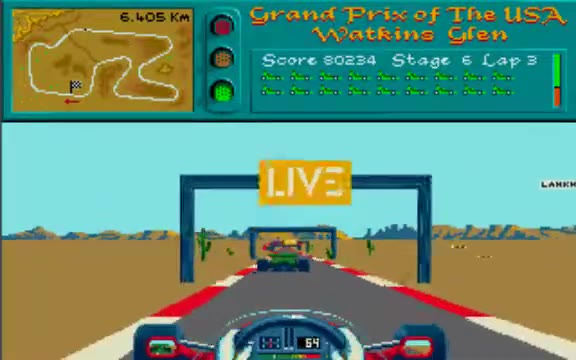 6.405 Km
Grand Prix of The USA
Watkins Glen
Score 80234 Stage 6 Lap 3
LIVE
64